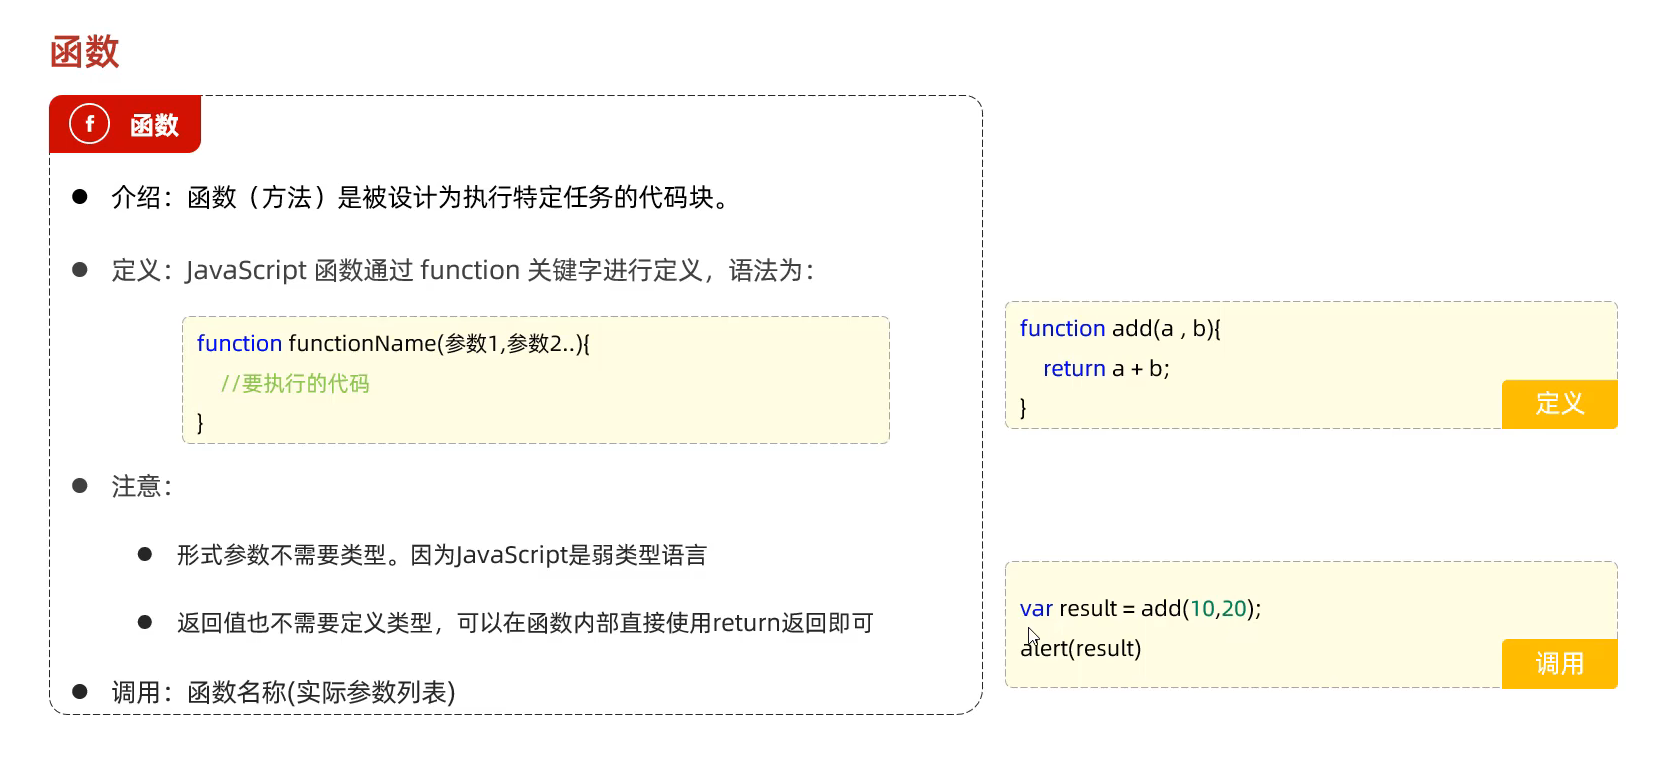 函数
f 函数
介绍：函数（方法）是被设计为执行特定任务的代码块。
定义：JavaScript 函数通过 function 关键字进行定义，语法为：
function functionName(参数1,参数2..){
//要执行的代码
}
注意：
形式参数不需要类型。因为JavaScript是弱类型语言
返回值也不需要定义类型，可以在函数内部直接使用return返回即可
调用：函数名称(实际参数列表)
function add(a , b){
return a + b;
}
定义
var result = add(10,20);
alert(result)
调用